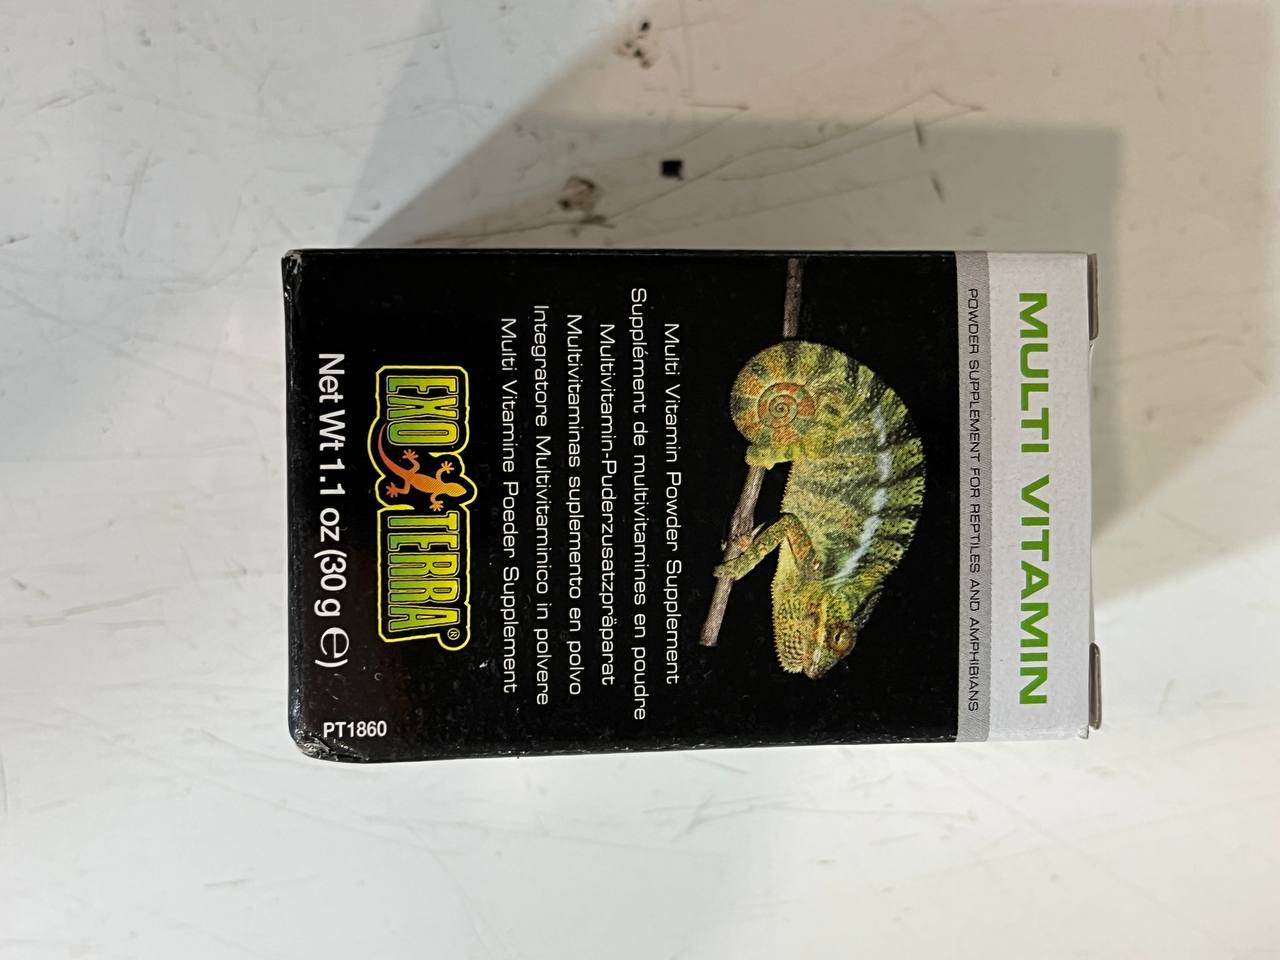 MULTI VITAMIN
POWDER SUPPLEMENT FOR REPTILES AND AMPHIBIANS
Multi Vitamin Powder Supplement
Supplément de multivitamines en poudre
Multivitamin-Puderzusatzpräparat
Multivitaminas suplemento en polvo
Integratore Multivitaminico in polvere
Multi Vitamine Poeder Supplement
EXO TERRA®
Net Wt 1.1 oz (30 g ℮)
PT1860